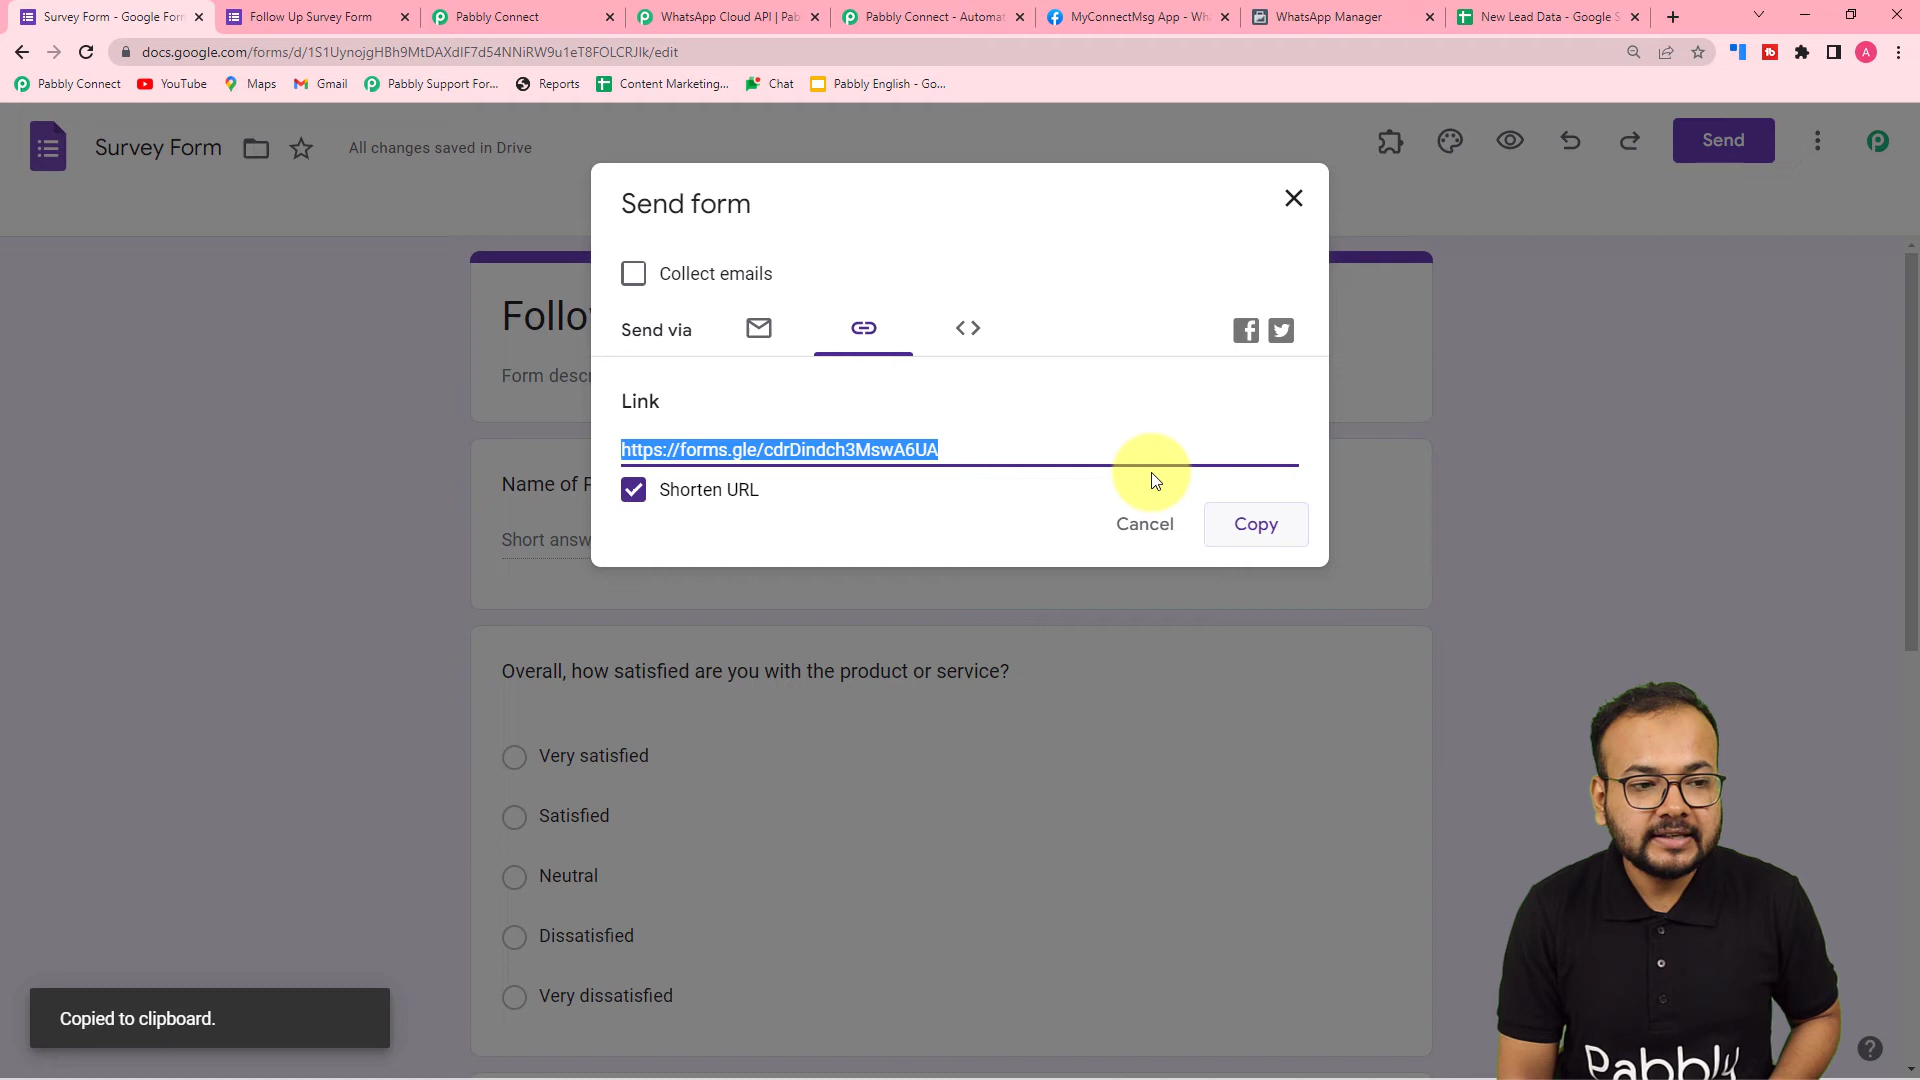 Survey Form - Google Form
Follow Up Survey Form
Pabbly Connect
WhatsApp Cloud API | Pab
Pabbly Connect - Automat
MyConnectMsg App - Wh
WhatsApp Manager
New Lead Data - Google S
docs.google.com/forms/d/1S1UynojgHBh9MtDAXdIF7d54NNiRW9u1eT8FOLCRJIk/edit
A
Pabbly Connect
YouTube
Maps
Gmail
Pabbly Support For...
Reports
Content Marketing...
Chat
Pabbly English - Go...
Survey Form
All changes saved in Drive
Send
Send form
Collect emails
Send via
Link
https://forms.gle/cdrDindch3MswA6UA
Shorten URL
Cancel
Copy
Follo
Form descr
Name of P
Short answ
Overall, how satisfied are you with the product or service?
Very satisfied
Satisfied
Neutral
Dissatisfied
Very dissatisfied
Copied to clipboard.
Pabbly